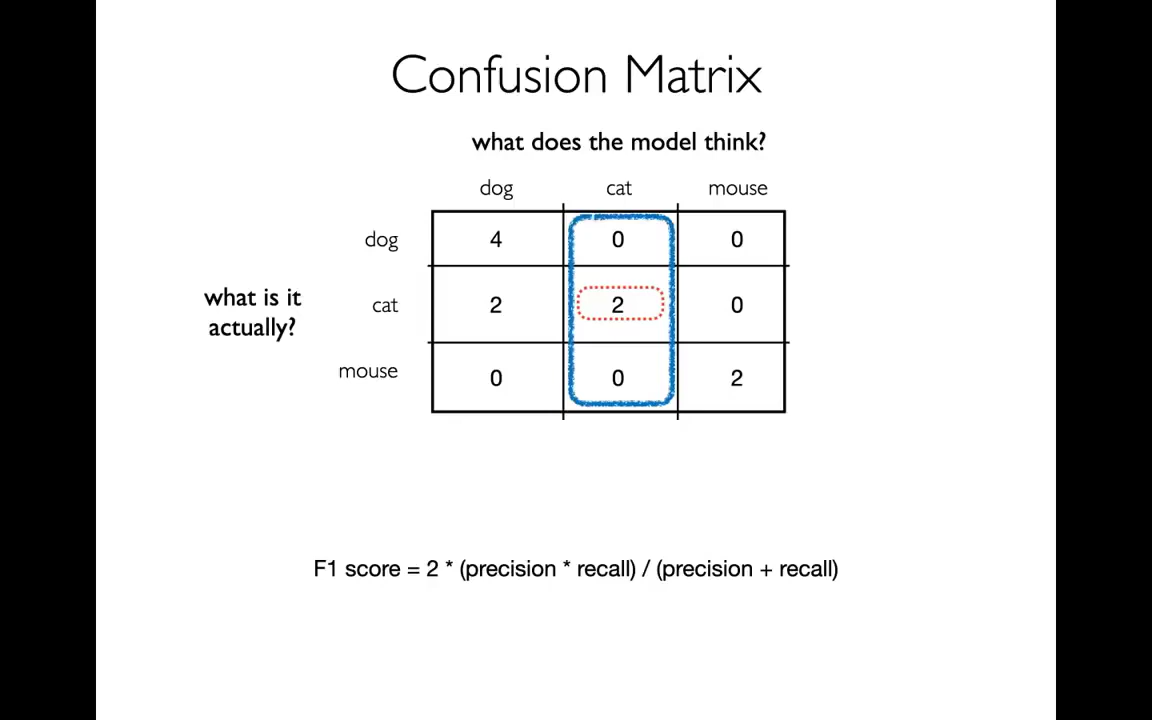 Confusion Matrix
what does the model think?
dog cat mouse
dog 4 0 0
what is it
actually?
cat 2 2 0
mouse 0 0 2
F1 score = 2 * (precision * recall) / (precision + recall)